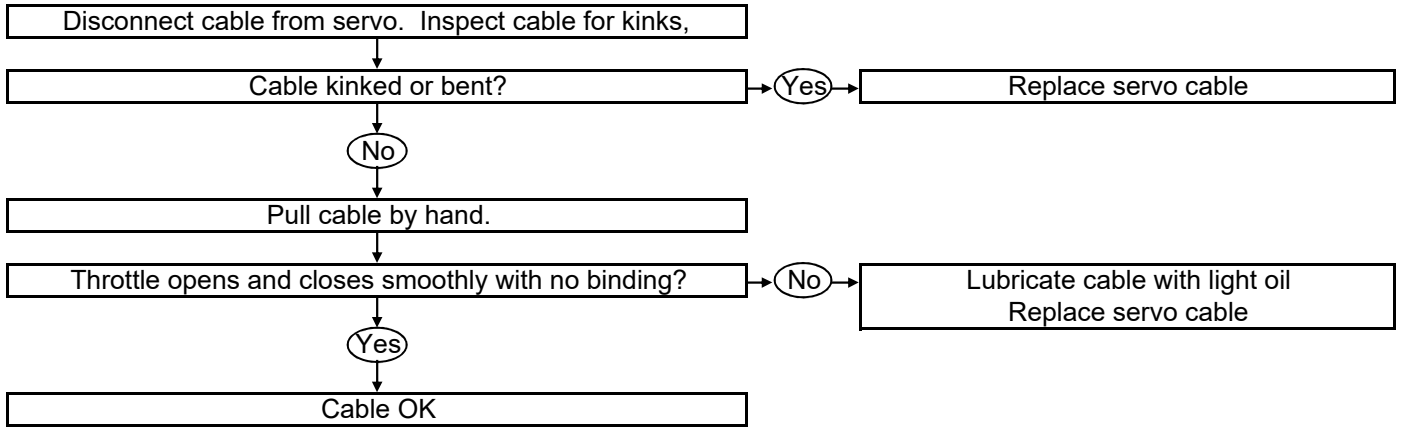 Disconnect cable from servo.  Inspect cable for kinks,
Cable kinked or bent?
Yes
Replace servo cable
No
Pull cable by hand.
Throttle opens and closes smoothly with no binding?
No
Lubricate cable with light oil
Replace servo cable
Yes
Cable OK